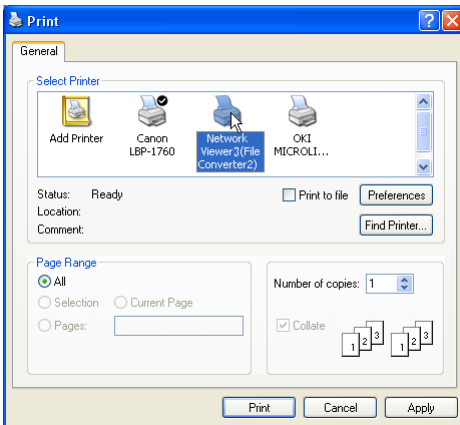 Print
General
Select Printer
Add Printer
Canon
LBP-1760
Network
Viewer3(File
Converter2)
OKI
MICROLI...
Status: Ready
Location:
Comment:
Print to file
Preferences
Find Printer...
Page Range
All
Selection Current Page
Pages:
Number of copies: 1
Collate
1 2 3 1 2 3
Print Cancel Apply